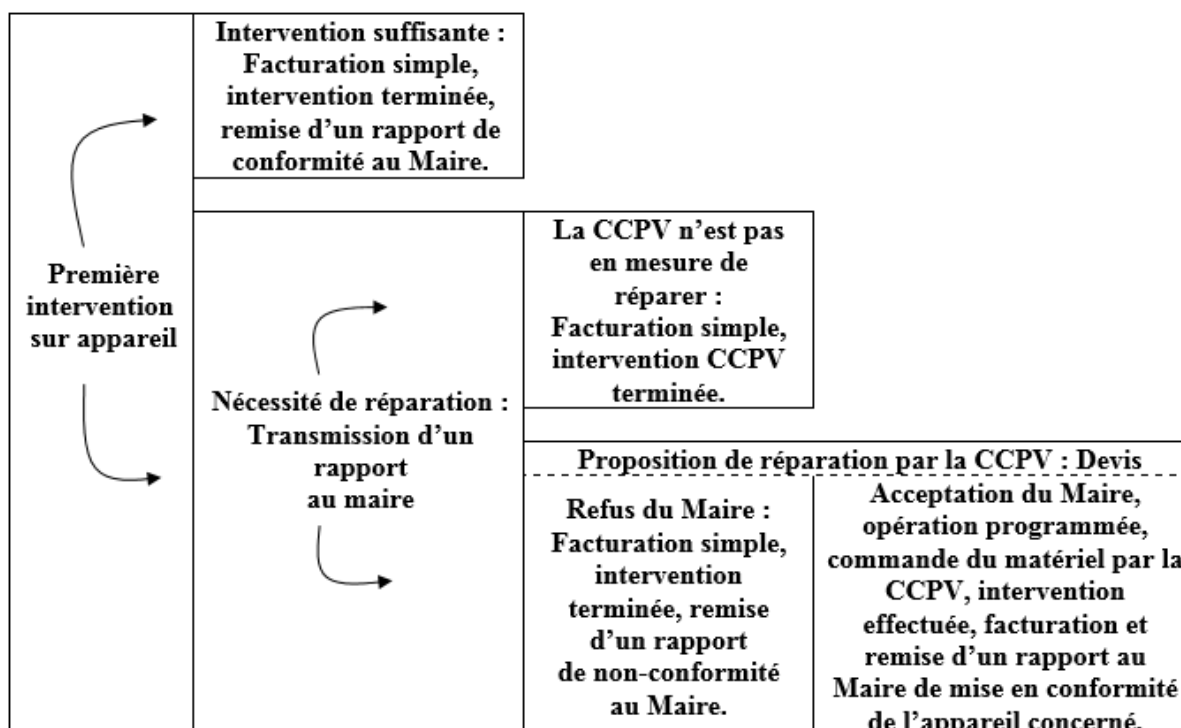 Première
intervention
sur appareil
Intervention suffisante :
Facturation simple,
intervention terminée,
remise d’un rapport de
conformité au Maire.
Nécessité de réparation :
Transmission d’un
rapport
au maire
La CCPV n’est pas
en mesure de
réparer :
Facturation simple,
intervention CCPV
terminée.
Proposition de réparation par la CCPV : Devis
Refus du Maire :
Facturation simple,
intervention
terminée, remise
d’un rapport
de non-conformité
au Maire.
Acceptation du Maire,
opération programmée,
commande du matériel par la
CCPV, intervention
effectuée, facturation et
remise d’un rapport au
Maire de mise en conformité
de l’appareil concerné.